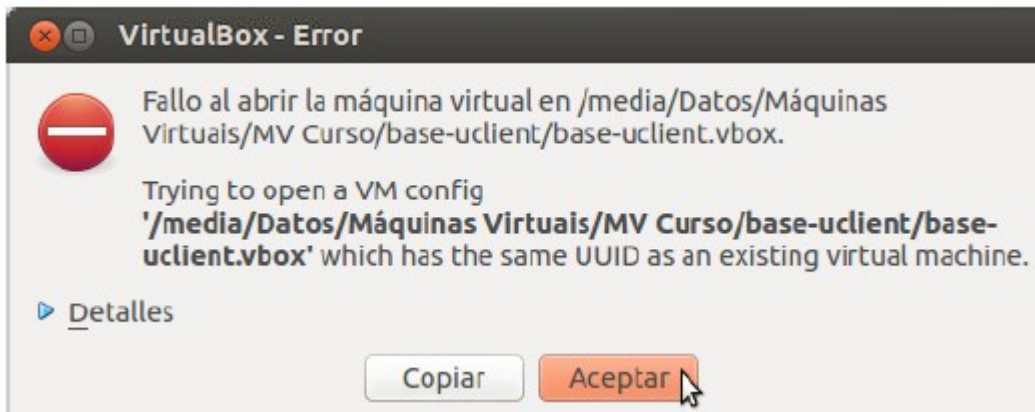 VirtualBox - Error
Fallo al abrir la máquina virtual en /media/Datos/Máquinas
Virtuais/MV Curso/base-uclient/base-uclient.vbox.
Trying to open a VM config
'/media/Datos/Máquinas Virtuais/MV Curso/base-uclient/base-
uclient.vbox' which has the same UUID as an existing virtual machine.
Detalles
Copiar
Aceptar